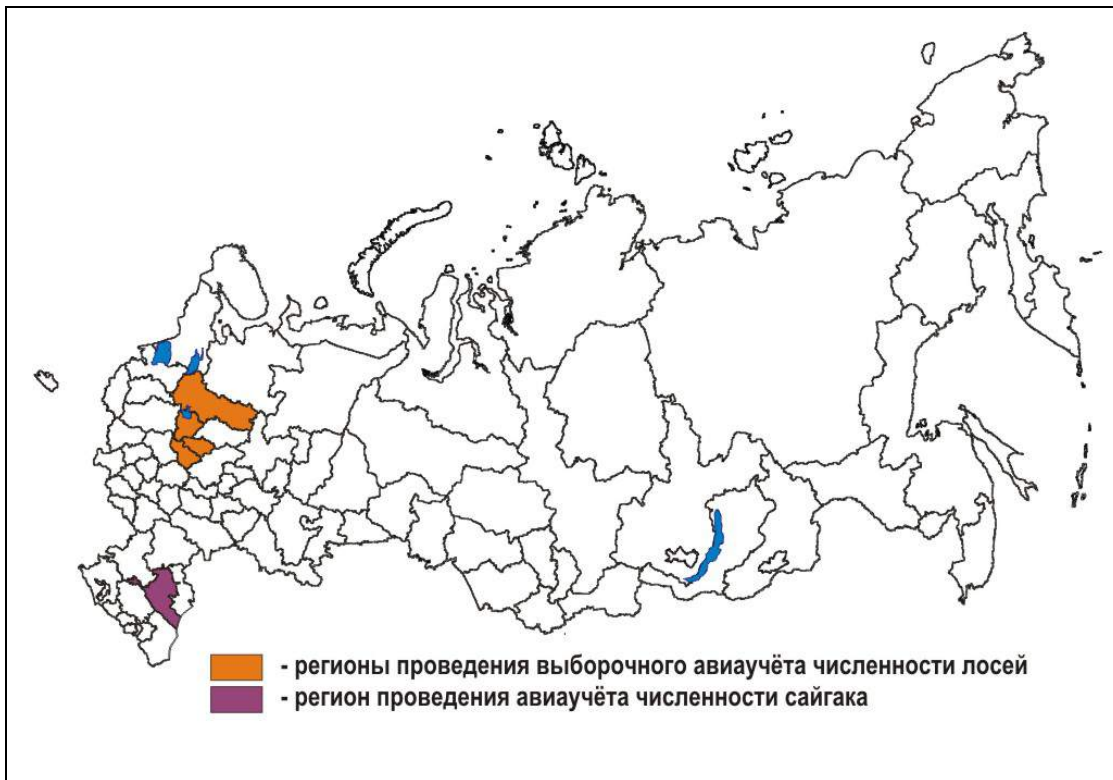 - регионы проведения выборочного авиаучёта численности лосей
- регион проведения авиаучёта численности сайгака